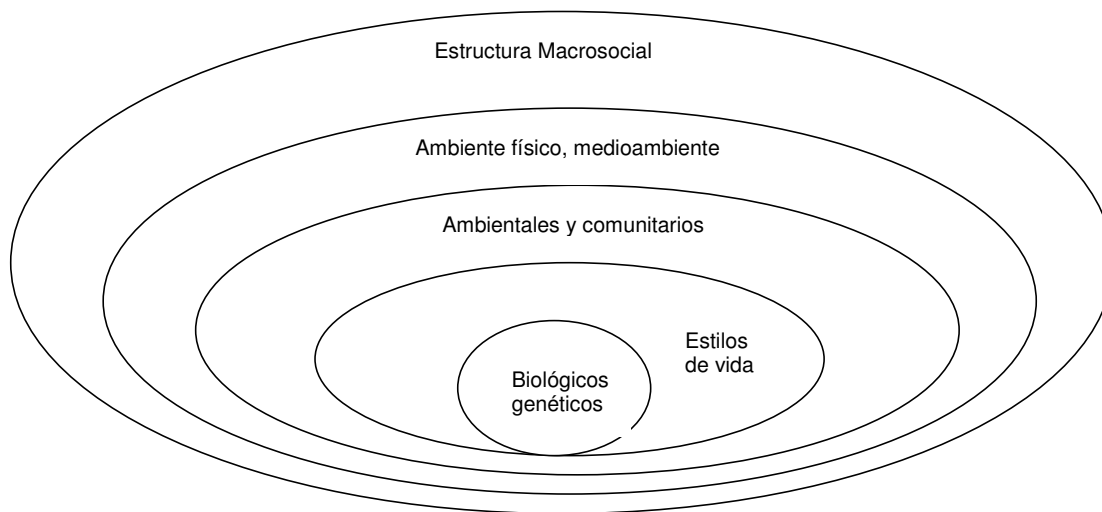 Estructura Macrosocial
Ambiente físico, medioambiente
Ambientales y comunitarios
Estilos
de vida
Biológicos
genéticos